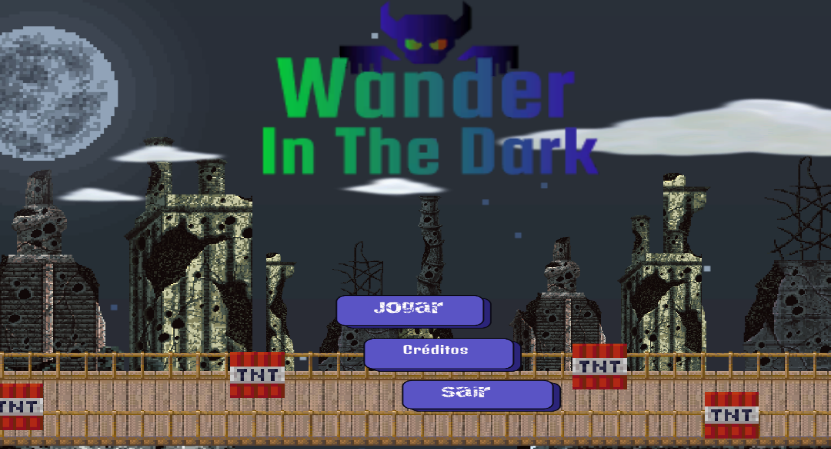 Wander
In The Dark
Jogar
Créditos
sair
TNT
TNT
TNT
TNT